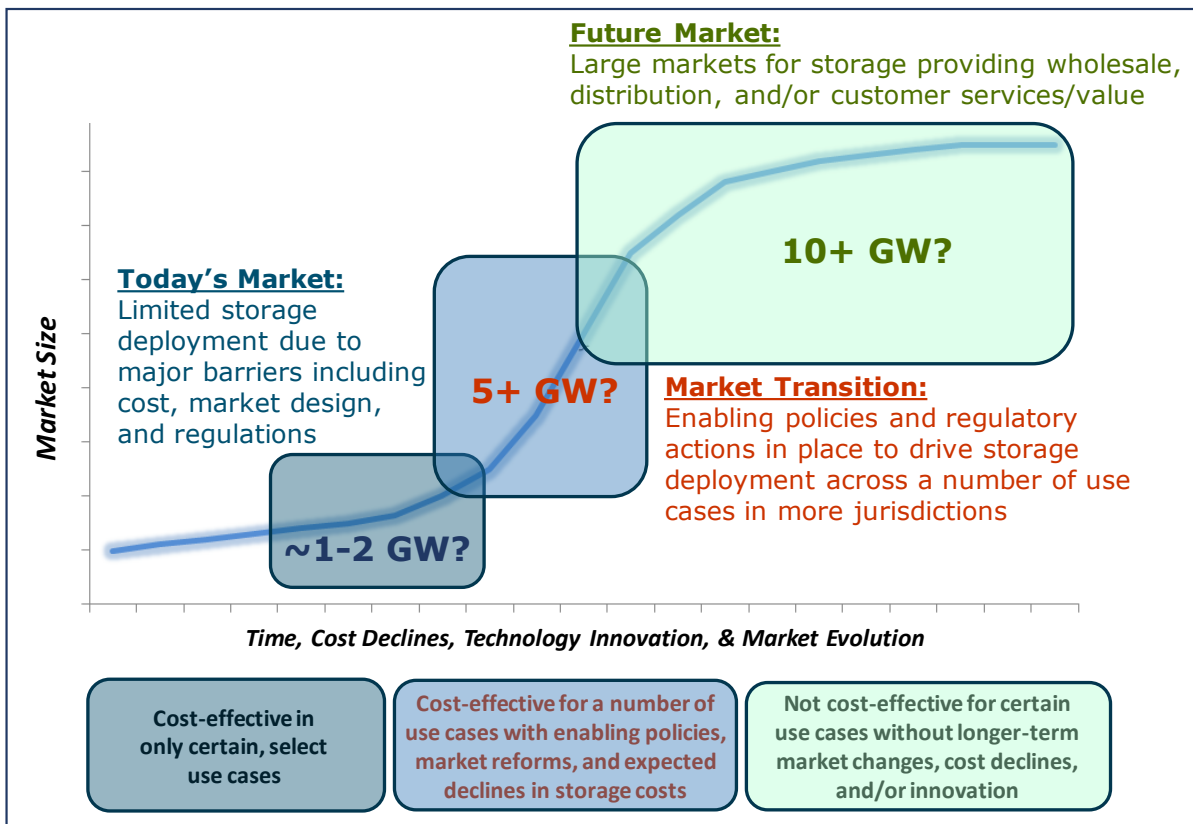 Future Market:
Large markets for storage providing wholesale,
distribution, and/or customer services/value
10+ GW?
Today’s Market:
Limited storage
deployment due to
major barriers including
cost, market design,
and regulations
5+ GW?
Market Transition:
Enabling policies and regulatory
actions in place to drive storage
deployment across a number of use
cases in more jurisdictions
~1-2 GW?
Market Size
Time, Cost Declines, Technology Innovation, & Market Evolution
Cost-effective in
only certain, select
use cases
Cost-effective for a number of
use cases with enabling policies,
market reforms, and expected
declines in storage costs
Not cost-effective for certain
use cases without longer-term
market changes, cost declines,
and/or innovation